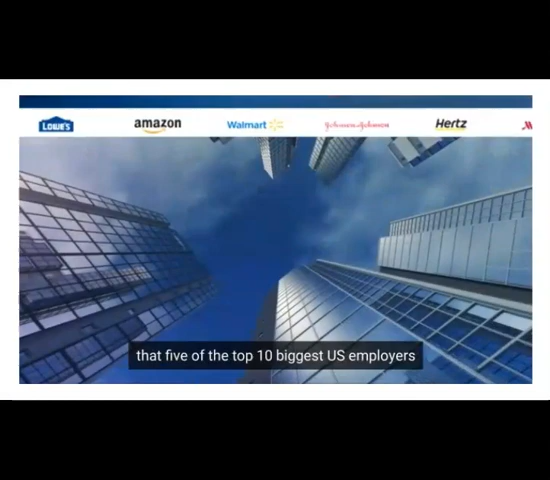 LOWE'S
amazon
Walmart
Johnson & Johnson
Hertz
that five of the top 10 biggest US employers